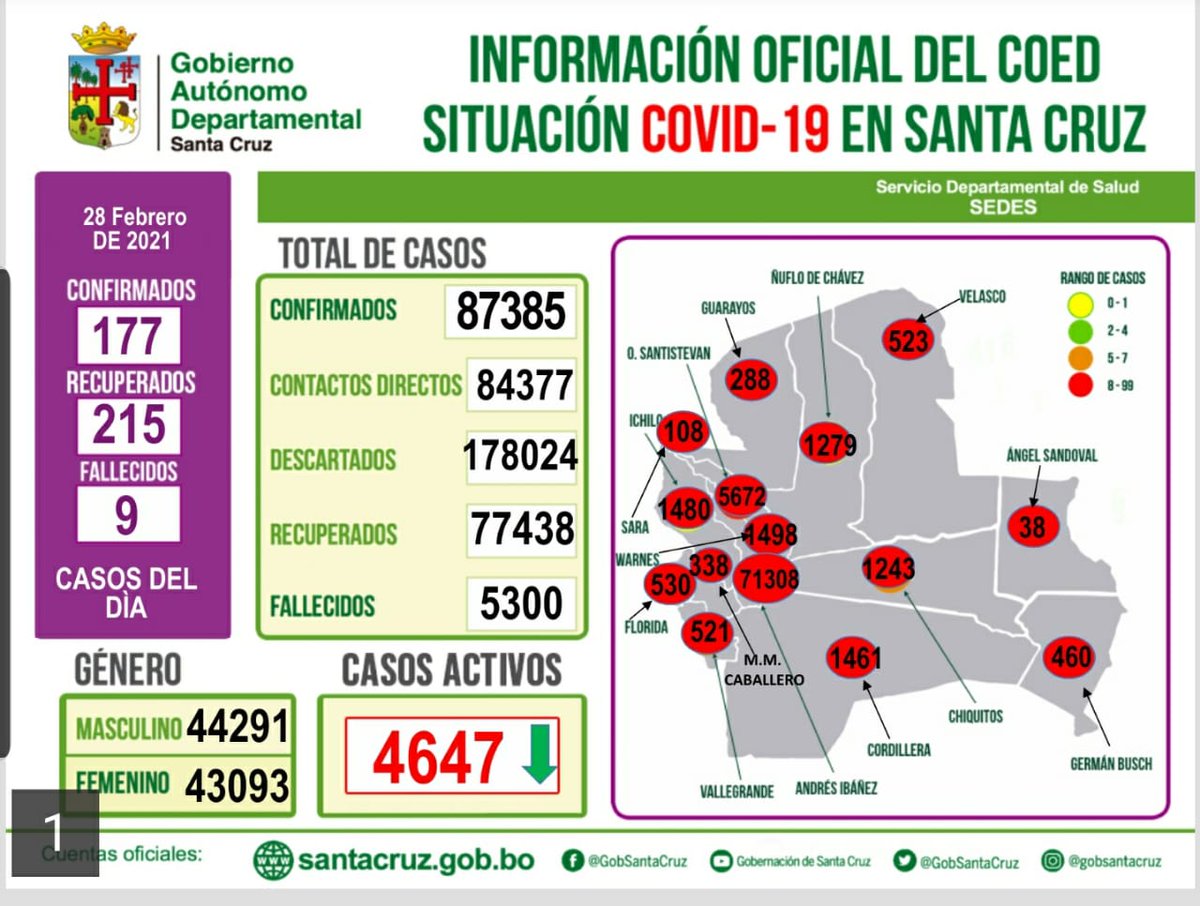 Gobierno
Autónomo
Departamental
Santa Cruz
INFORMACIÓN OFICIAL DEL COED
SITUACIÓN COVID-19 EN SANTA CRUZ
Servicio Departamental de Salud
SEDES
28 Febrero
DE 2021
CONFIRMADOS
177
RECUPERADOS
215
FALLECIDOS
9
CASOS DEL
DÌA
TOTAL DE CASOS
CONFIRMADOS 87385
CONTACTOS DIRECTOS 84377
DESCARTADOS 178024
RECUPERADOS 77438
FALLECIDOS 5300
GÉNERO
MASCULINO 44291
FEMENINO 43093
CASOS ACTIVOS
4647
RANGO DE CASOS
0 - 1
2 - 4
5 - 7
8 - 99
ÑUFLO DE CHÁVEZ
VELASCO
GUARAYOS
523
O. SANTISTEVAN
288
ICHILO
108
1279
ÁNGEL SANDOVAL
5672
1480
SARA
1498
38
WARNES
338
530
71308
1243
FLORIDA
521
M.M.
CABALLERO
1461
460
CHIQUITOS
CORDILLERA
GERMÁN BUSCH
VALLEGRANDE
ANDRÉS IBÁÑEZ
1
Cuentas oficiales:
santacruz.gob.bo
@GobSantaCruz
Gobernación de Santa Cruz
@GobSantaCruz
@gobsantacruz